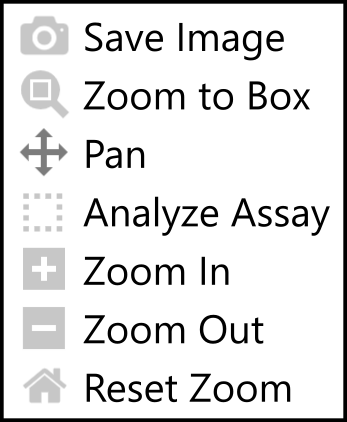 Save Image
Zoom to Box
Pan
Analyze Assay
Zoom In
Zoom Out
Reset Zoom